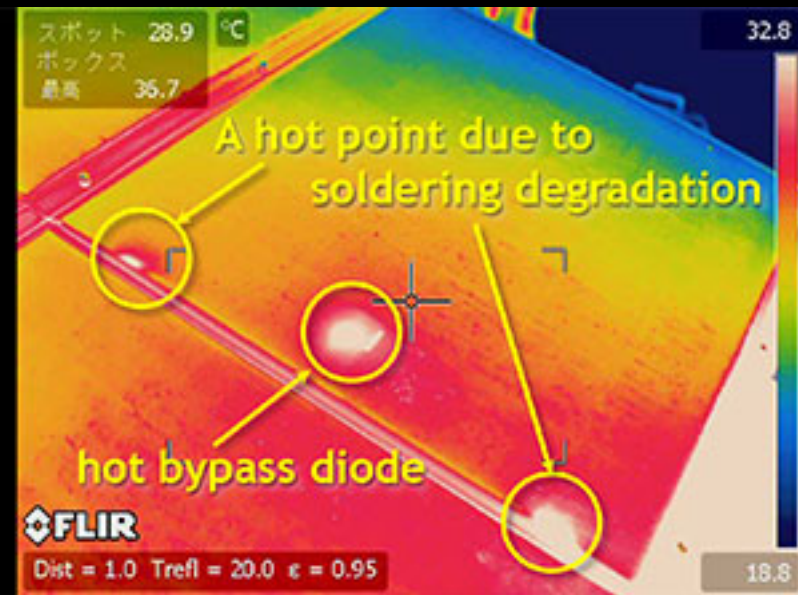 スポット 28.9 ℃
ボックス
最高 36.7
32.8
A hot point due to
soldering degradation
hot bypass diode
FLIR
Dist = 1.0 Trefl = 20.0 ε = 0.95
18.8